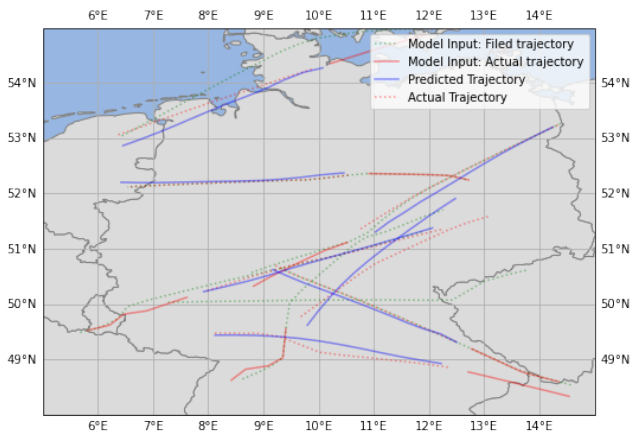 5°E 6°E 7°E 8°E 9°E 10°E 11°E 12°E 13°E 14°E
Model Input: Filed trajectory
Model Input: Actual trajectory
Predicted Trajectory
Actual Trajectory
54°N 54°N
53°N 53°N
52°N 52°N
51°N 51°N
50°N 50°N
49°N 49°N
6°E 7°E 8°E 9°E 10°E 11°E 12°E 13°E 14°E